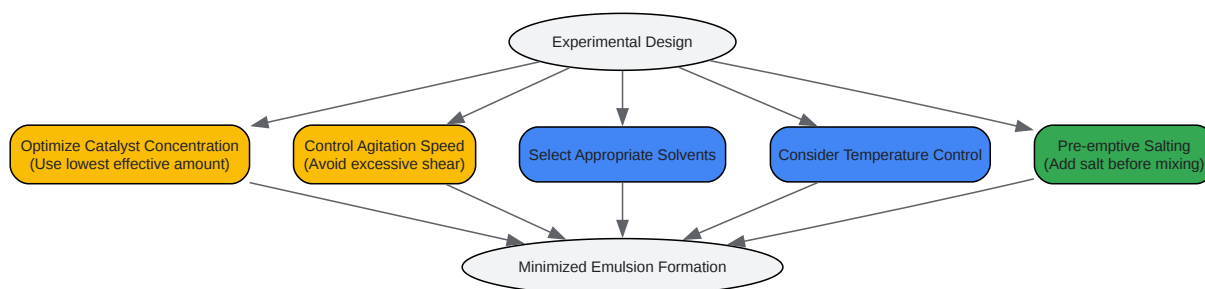 Experimental Design
Optimize Catalyst Concentration
(Use lowest effective amount)
Control Agitation Speed
(Avoid excessive shear)
Select Appropriate Solvents
Consider Temperature Control
Pre-emptive Salting
(Add salt before mixing)
Minimized Emulsion Formation